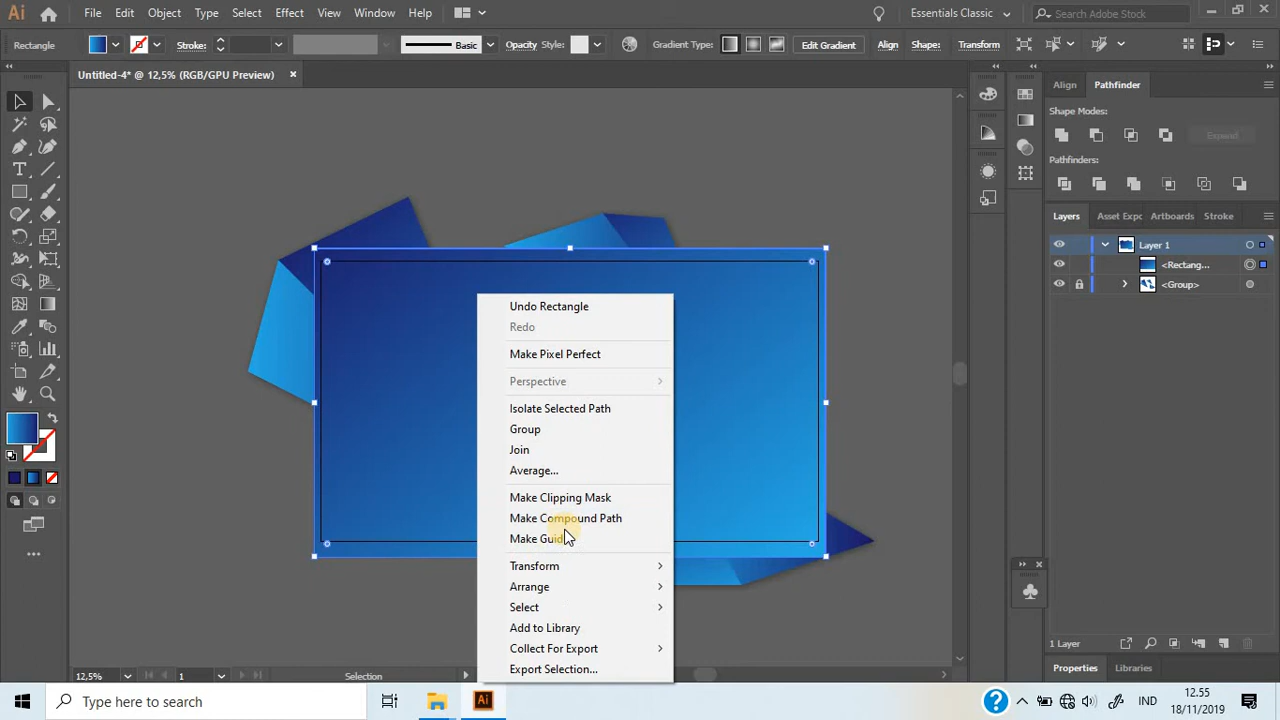 Ai File Edit Object Type Select Effect View Window Help Essentials Classic Search Adobe Stock
Rectangle Stroke: Basic Opacity Style: Gradient Type: Edit Gradient Align Shape: Transform
Untitled-4* @ 12,5% (RGB/GPU Preview)
Align Pathfinder
Shape Modes:
Expand
Pathfinders:
Layers Asset Expc Artboards Stroke
Layer 1
<Rectang...
<Group>
Undo Rectangle
Redo
Make Pixel Perfect
Perspective
Isolate Selected Path
Group
Join
Average...
Make Clipping Mask
Make Compound Path
Make Guid
Transform
Arrange
Select
Add to Library
Collect For Export
Export Selection...
1 Layer
Properties Libraries
12,5% 1 Selection
Type here to search
Ai
IND
12.55
18/11/2019